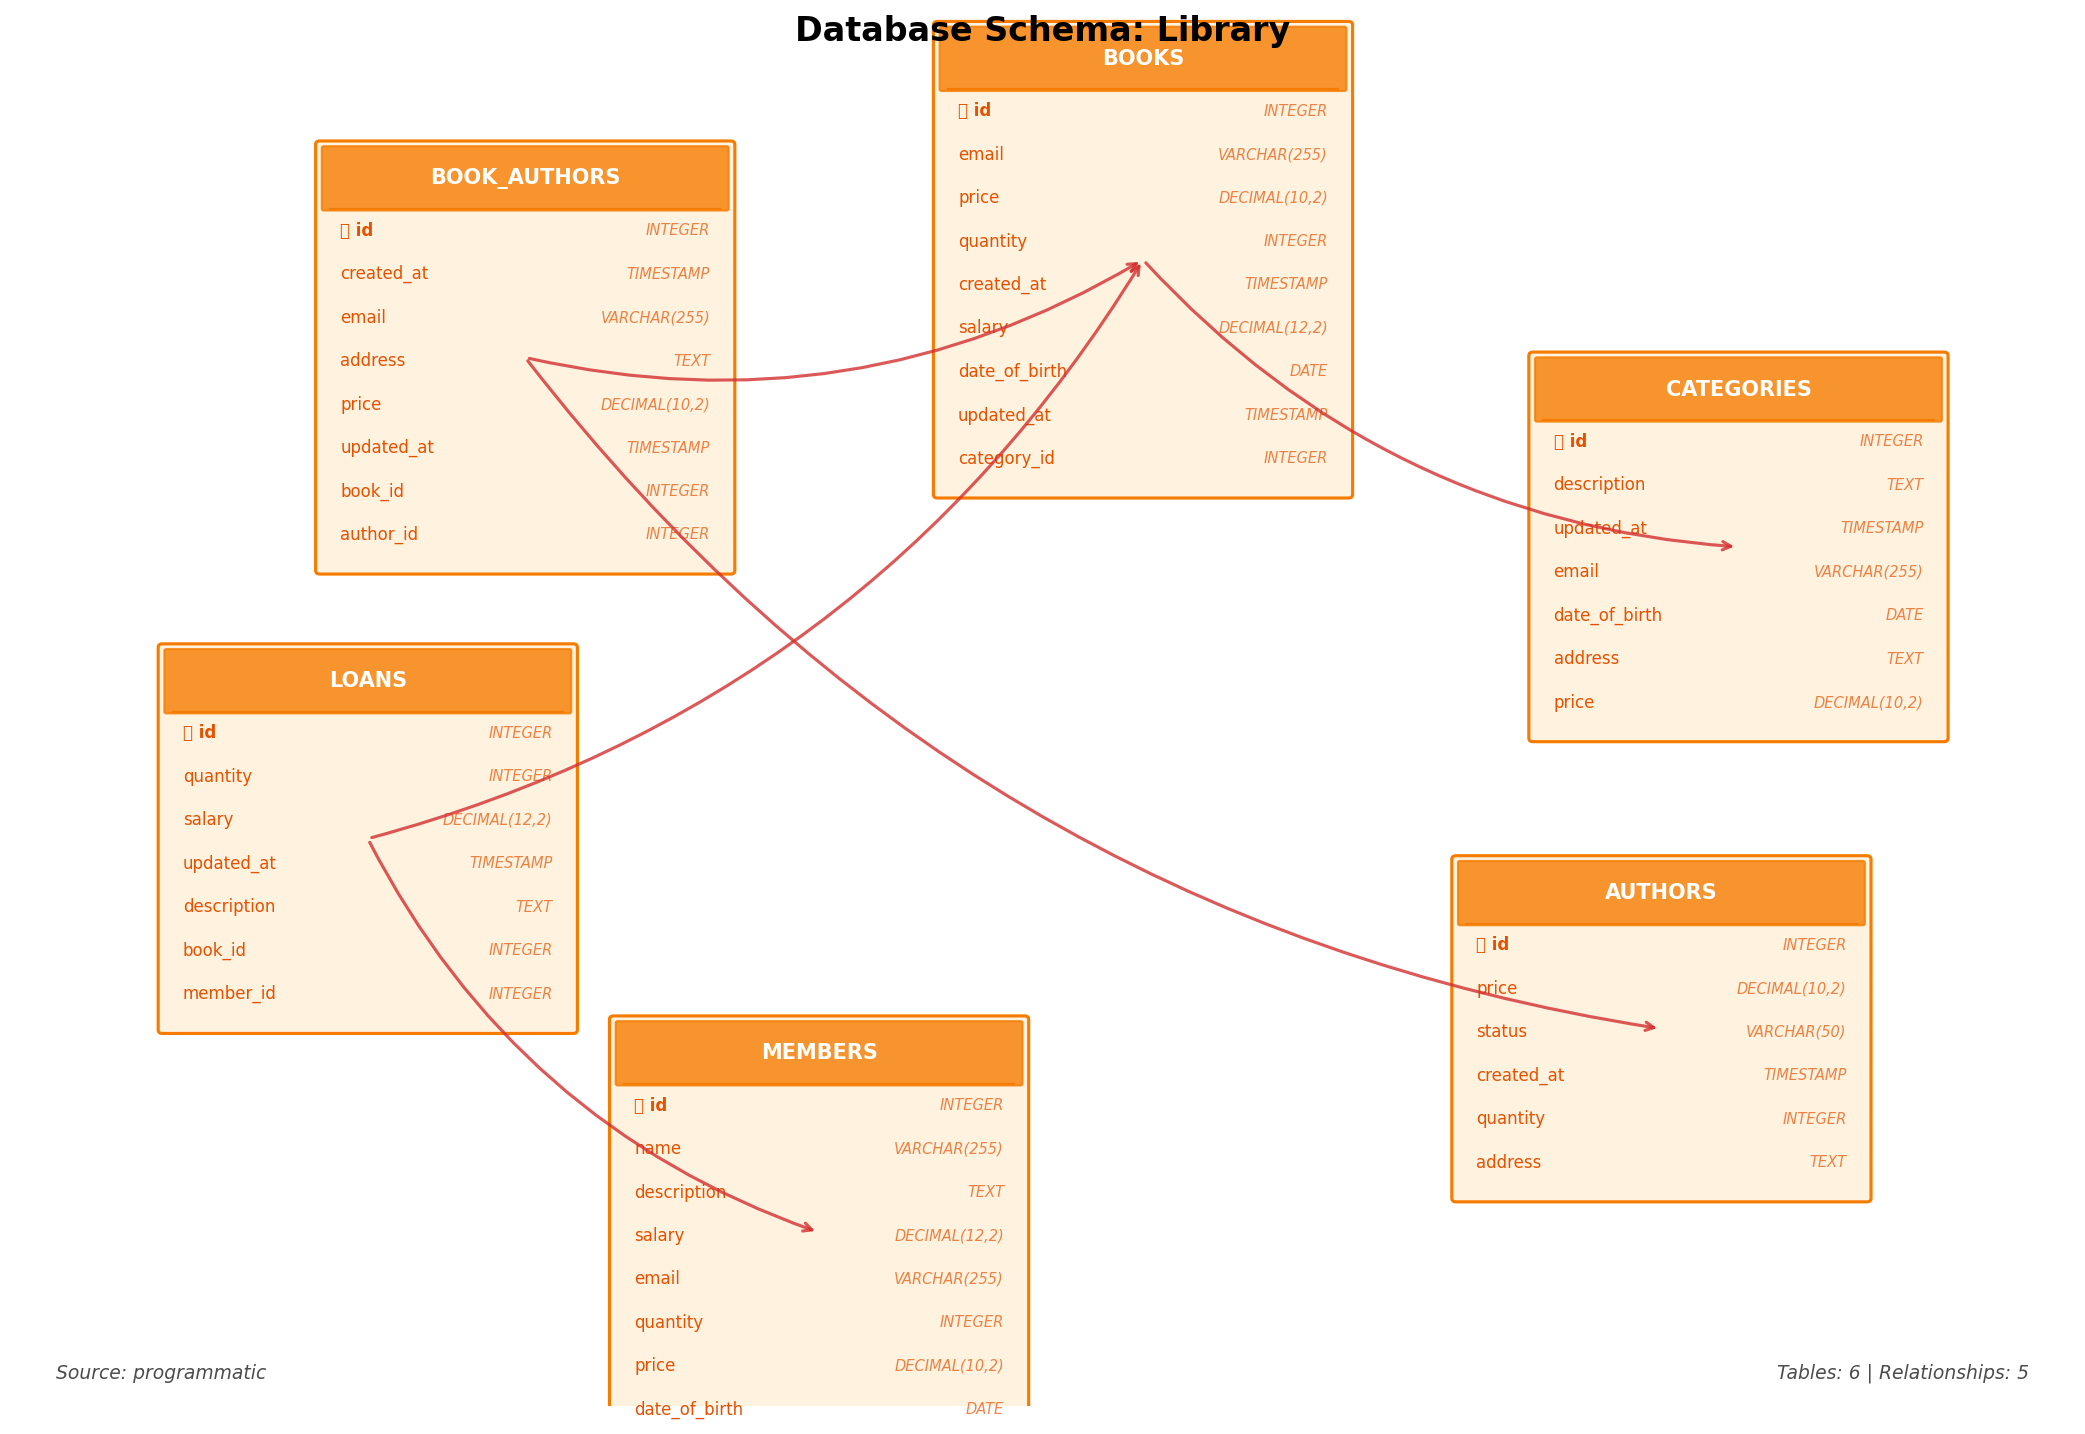 Database Schema: Library
BOOKS
id INTEGER
email VARCHAR(255)
price DECIMAL(10,2)
quantity INTEGER
created_at TIMESTAMP
salary DECIMAL(12,2)
date_of_birth DATE
updated_at TIMESTAMP
category_id INTEGER
BOOK_AUTHORS
id INTEGER
created_at TIMESTAMP
email VARCHAR(255)
address TEXT
price DECIMAL(10,2)
updated_at TIMESTAMP
book_id INTEGER
author_id INTEGER
CATEGORIES
id INTEGER
description TEXT
updated_at TIMESTAMP
email VARCHAR(255)
date_of_birth DATE
address TEXT
price DECIMAL(10,2)
LOANS
id INTEGER
quantity INTEGER
salary DECIMAL(12,2)
updated_at TIMESTAMP
description TEXT
book_id INTEGER
member_id INTEGER
AUTHORS
id INTEGER
price DECIMAL(10,2)
status VARCHAR(50)
created_at TIMESTAMP
quantity INTEGER
address TEXT
MEMBERS
id INTEGER
name VARCHAR(255)
description TEXT
salary DECIMAL(12,2)
email VARCHAR(255)
quantity INTEGER
price DECIMAL(10,2)
date_of_birth DATE
Source: programmatic
Tables: 6 | Relationships: 5